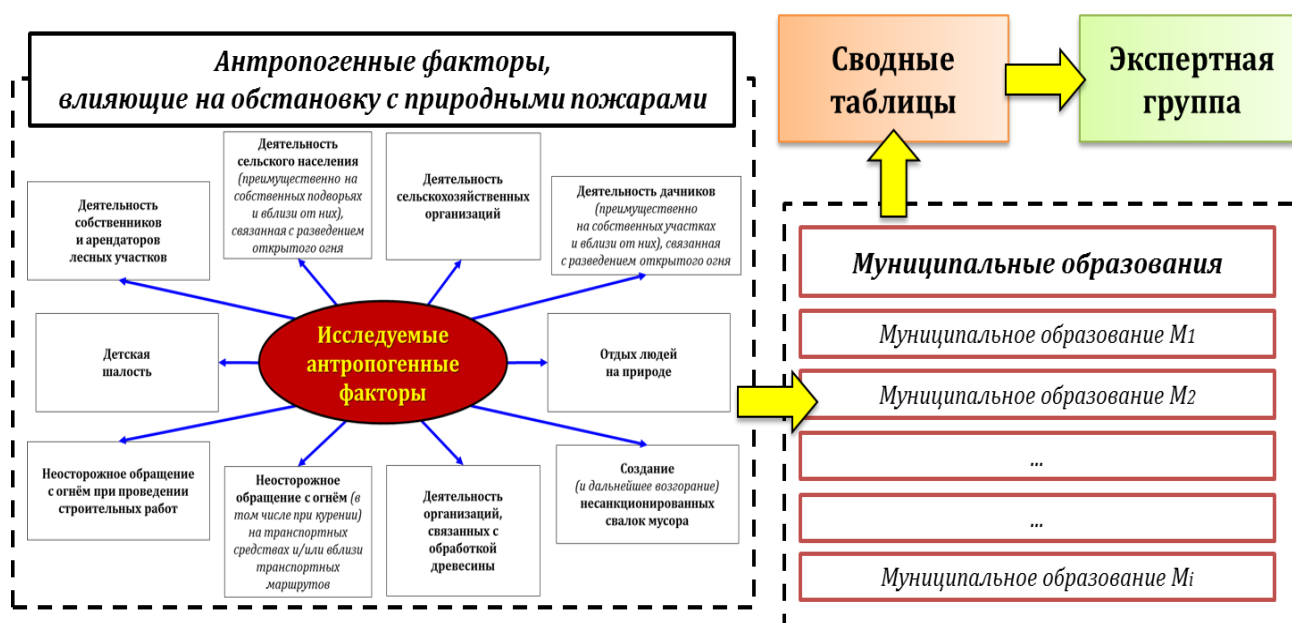 Антропогенные факторы,
влияющие на обстановку с природными пожарами
Деятельность
собственников
и арендаторов
лесных участков
Деятельность
сельского населения
(преимущественно на
собственных подворьях
и вблизи от них),
связанная с разведением
открытого огня
Деятельность
сельскохозяйственных
организаций
Деятельность дачников
(преимущественно
на собственных участках
и вблизи от них), связанная
с разведением открытого огня
Детская
шалость
Исследуемые
антропогенные
факторы
Отдых людей
на природе
Неосторожное обращение
с огнём при проведении
строительных работ
Неосторожное
обращение с огнём (в
том числе при курении)
на транспортных
средствах и/или вблизи
транспортных
маршрутов
Деятельность
организаций,
связанных с
обработкой
древесины
Создание
(и дальнейшее возгорание)
несанкционированных
свалок мусора
Сводные
таблицы
Экспертная
группа
Муниципальные образования
Муниципальное образование M1
Муниципальное образование M2
...
...
Муниципальное образование Mi